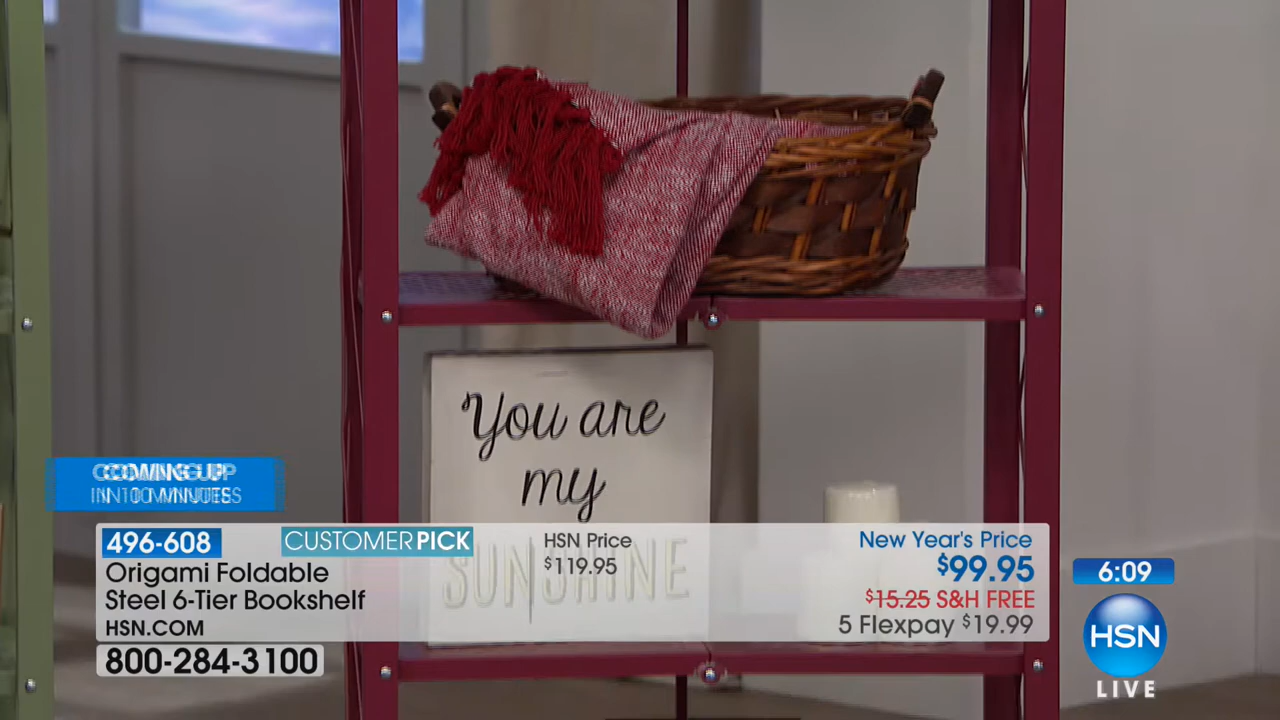 You are
my
SUNSHINE
COMING UP
IN 10 MINUTES
496-608
CUSTOMER PICK
Origami Foldable
Steel 6-Tier Bookshelf
HSN.COM
800-284-3100
HSN Price
$119.95
New Year's Price
$99.95
$15.25 S&H FREE
5 Flexpay $19.99
6:09
HSN
LIVE